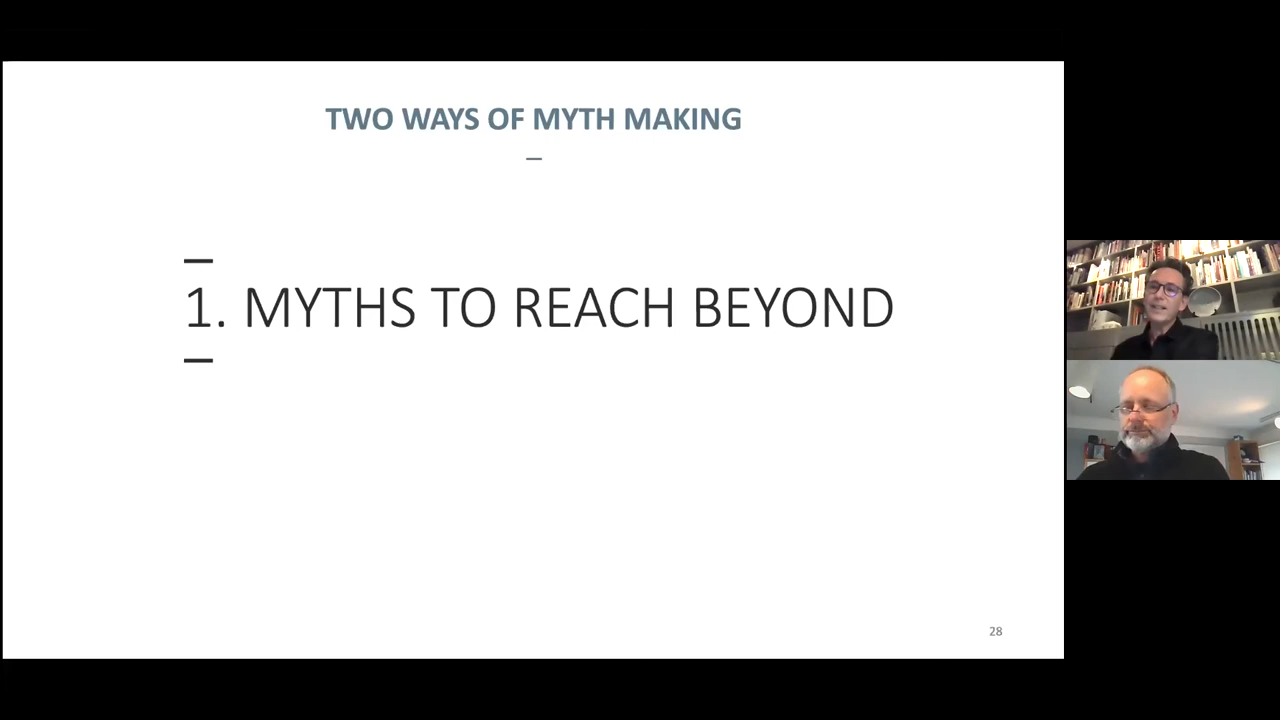 TWO WAYS OF MYTH MAKING
–
–
1. MYTHS TO REACH BEYOND
–
28